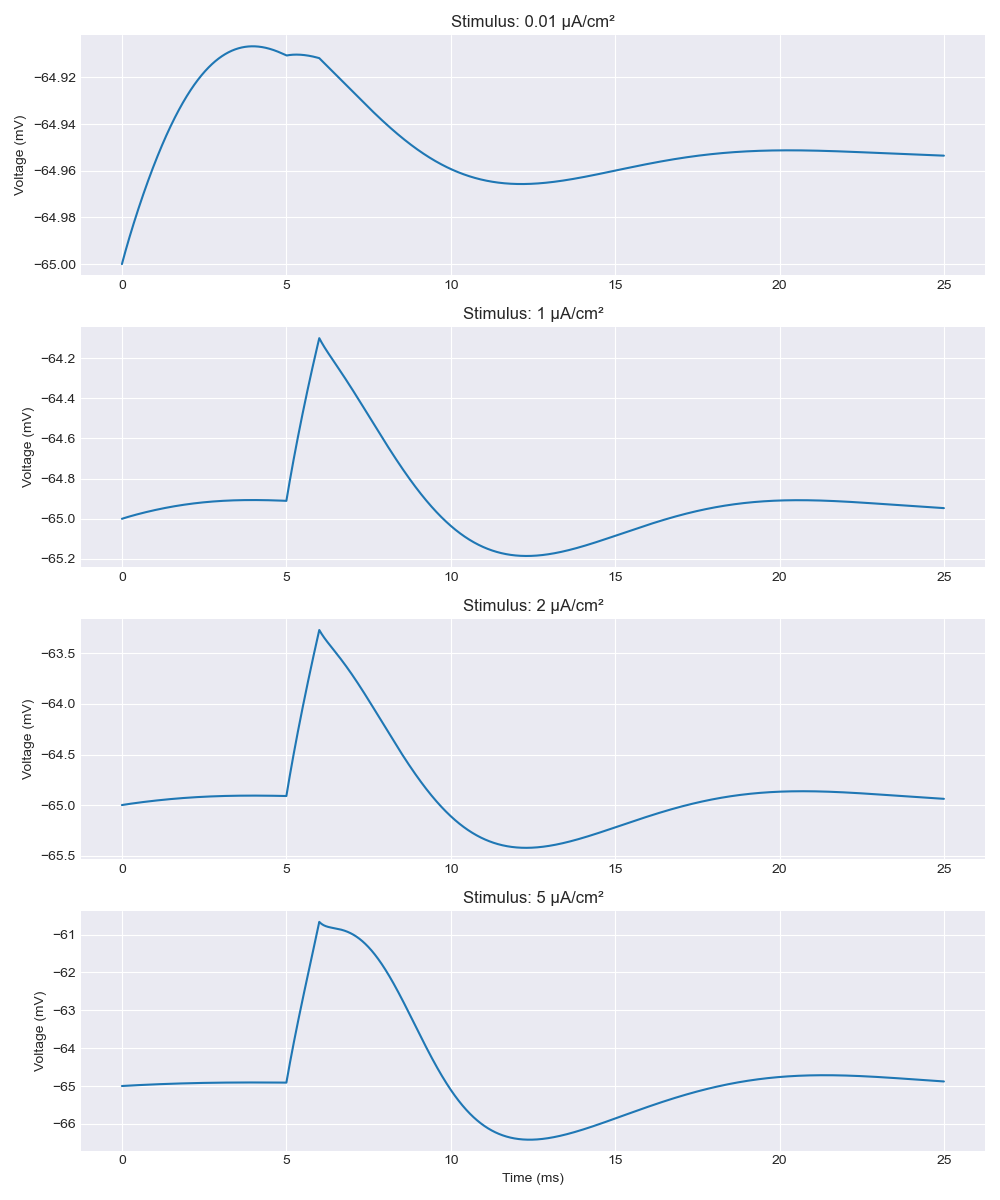 Stimulus: 0.01 µA/cm²
Voltage (mV)
−64.92
−64.94
−64.96
−64.98
−65.00
0 5 10 15 20 25
Stimulus: 1 µA/cm²
Voltage (mV)
−64.2
−64.4
−64.6
−64.8
−65.0
−65.2
0 5 10 15 20 25
Stimulus: 2 µA/cm²
Voltage (mV)
−63.5
−64.0
−64.5
−65.0
−65.5
0 5 10 15 20 25
Stimulus: 5 µA/cm²
Voltage (mV)
−61
−62
−63
−64
−65
−66
0 5 10 15 20 25
Time (ms)